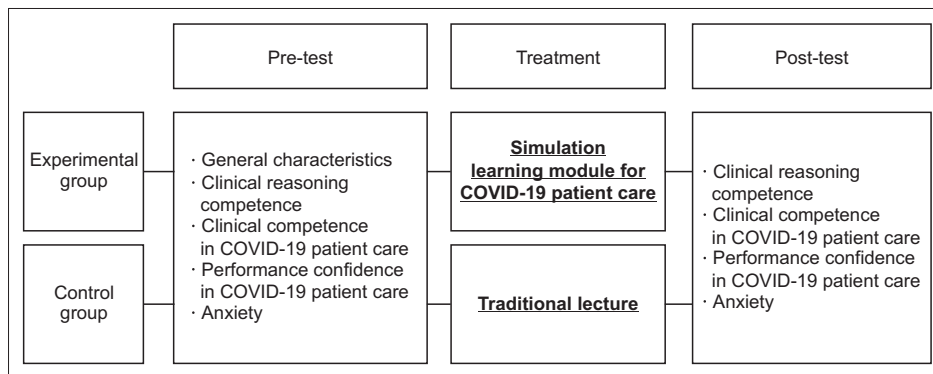 Pre-test
Treatment
Post-test
Experimental
group
· General characteristics
· Clinical reasoning
competence
· Clinical competence
in COVID-19 patient care
· Performance confidence
in COVID-19 patient care
· Anxiety
Simulation
learning module for
COVID-19 patient care
· Clinical reasoning
competence
· Clinical competence
in COVID-19 patient care
· Performance confidence
in COVID-19 patient care
· Anxiety
Control
group
Traditional lecture